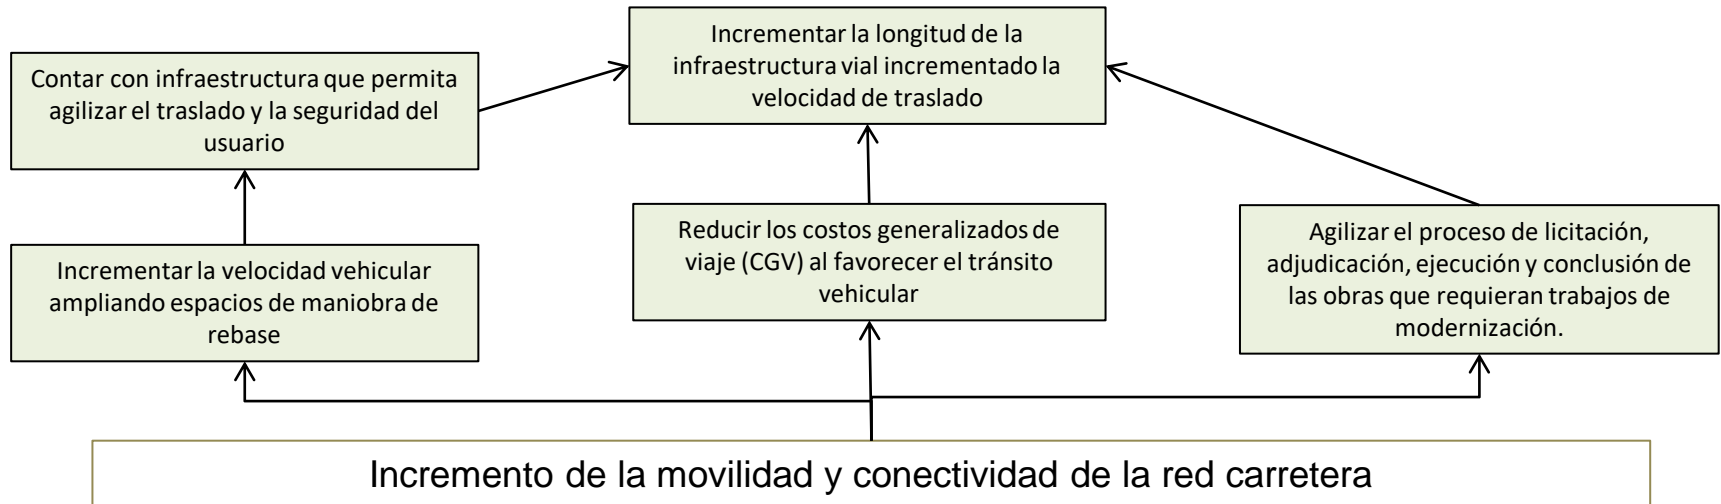 Incrementar la longitud de la
infraestructura vial incrementado la
velocidad de traslado
Contar con infraestructura que permita
agilizar el traslado y la seguridad del
usuario
Incrementar la velocidad vehicular
ampliando espacios de maniobra de
rebase
Reducir los costos generalizados de
viaje (CGV) al favorecer el tránsito
vehicular
Agilizar el proceso de licitación,
adjudicación, ejecución y conclusión de
las obras que requieran trabajos de
modernización.
Incremento de la movilidad y conectividad de la red carretera